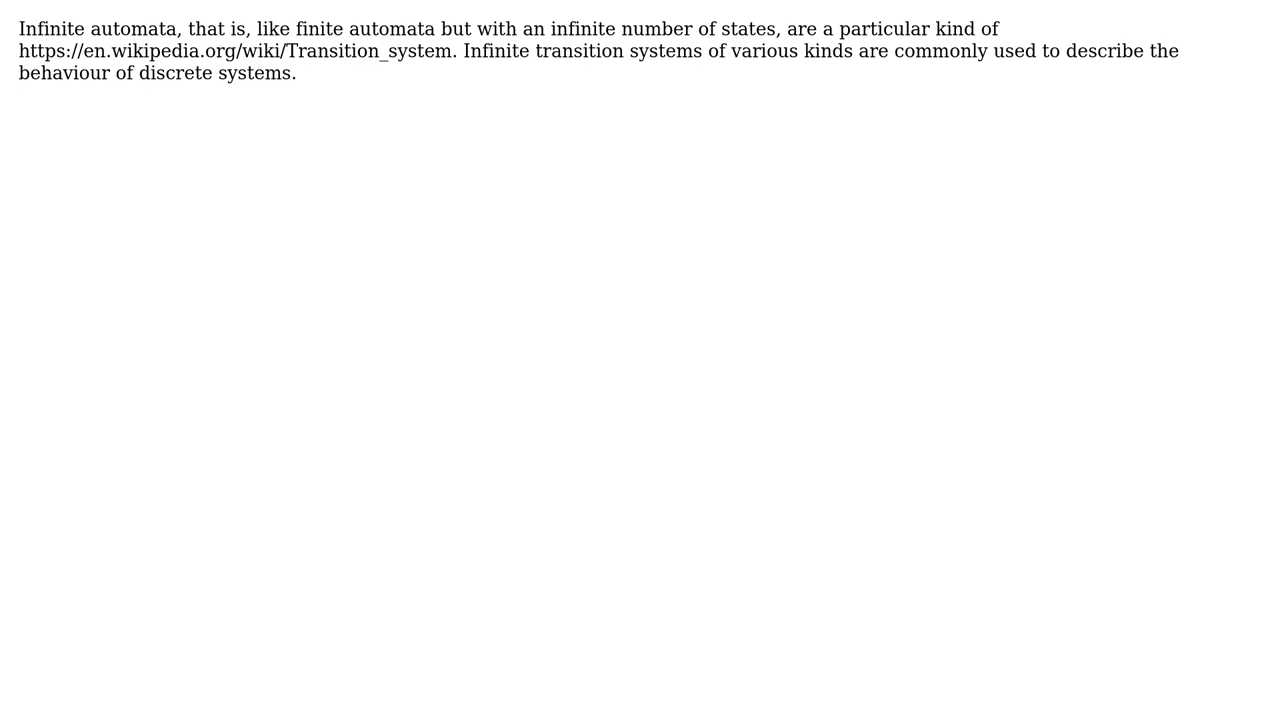 Infinite automata, that is, like finite automata but with an infinite number of states, are a particular kind of
https://en.wikipedia.org/wiki/Transition_system. Infinite transition systems of various kinds are commonly used to describe the
behaviour of discrete systems.